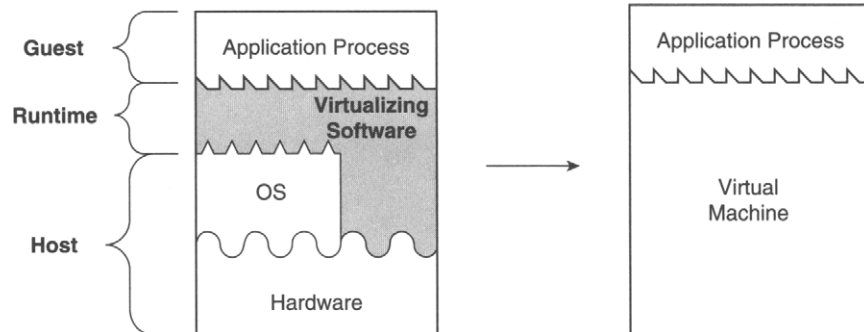 Guest
Application Process
Runtime
Virtualizing
Software
OS
Host
Hardware
Application Process
Virtual
Machine